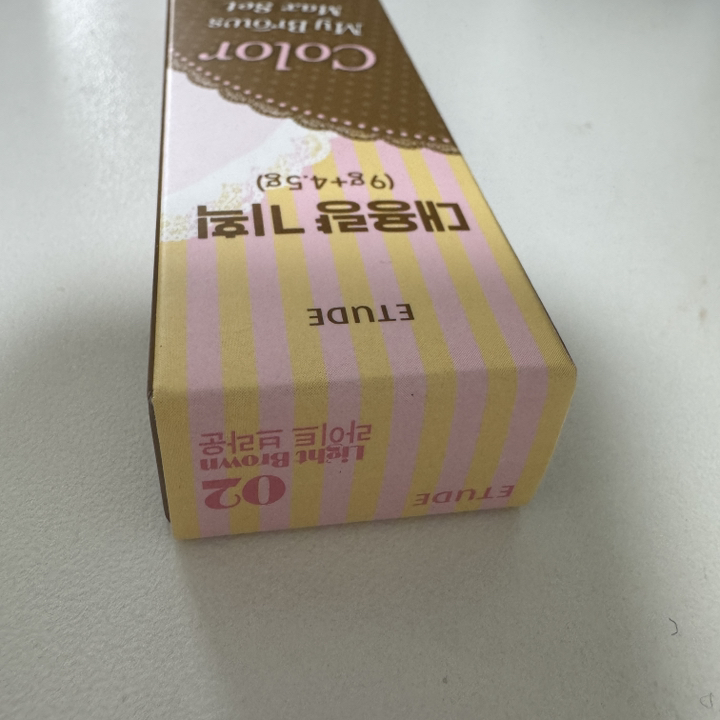 Color
My Brows
Max Set
(9g+4.5g)
대용량 기획
ETUDE
02
Light Brown
라이트 브라운
ETUDE